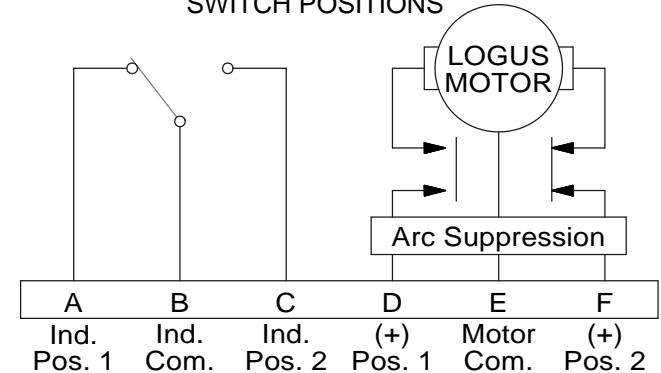 SWITCH POSITIONS
LOGUS
MOTOR
Arc Suppression
A B C D E F
Ind. Ind. Ind. (+) Motor (+)
Pos. 1 Com. Pos. 2 Pos. 1 Com. Pos. 2